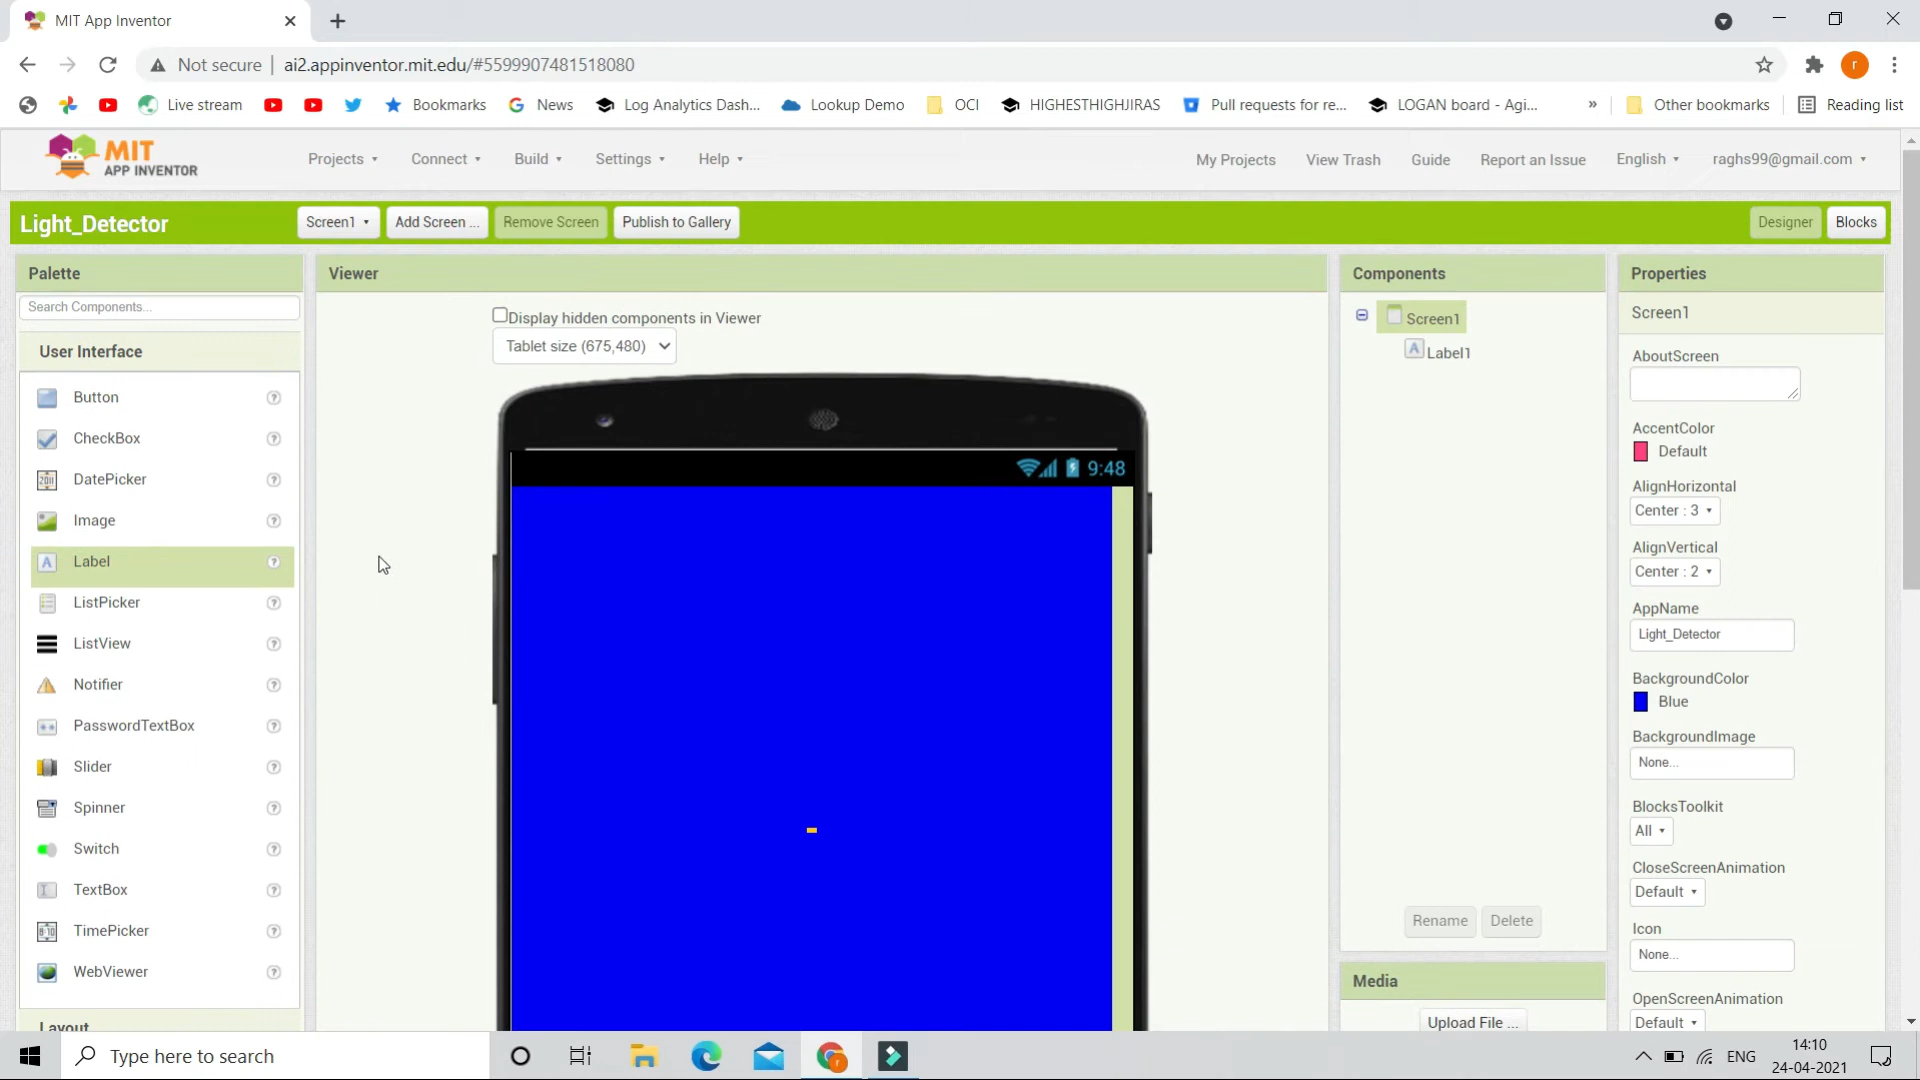 MIT App Inventor
Not secure | ai2.appinventor.mit.edu/#5599907481518080
Live stream Bookmarks News Log Analytics Dash... Lookup Demo OCI HIGHESTHIGHJIRAS Pull requests for re... LOGAN board - Agi... » Other bookmarks Reading list
MIT
APP INVENTOR
Projects Connect Build Settings Help My Projects View Trash Guide Report an Issue English raghs99@gmail.com
Light_Detector Screen1 Add Screen ... Remove Screen Publish to Gallery Designer Blocks
Palette
Search Components...
User Interface
Button
CheckBox
DatePicker
Image
Label
ListPicker
ListView
Notifier
PasswordTextBox
Slider
Spinner
Switch
TextBox
TimePicker
WebViewer
Layout
Viewer
Display hidden components in Viewer
Tablet size (675,480)
9:48
Components
Screen1
Label1
Rename Delete
Media
Upload File ...
Properties
Screen1
AboutScreen
AccentColor
Default
AlignHorizontal
Center : 3
AlignVertical
Center : 2
AppName
Light_Detector
BackgroundColor
Blue
BackgroundImage
None...
BlocksToolkit
All
CloseScreenAnimation
Default
Icon
None...
OpenScreenAnimation
Default
Type here to search
ENG
14:10
24-04-2021